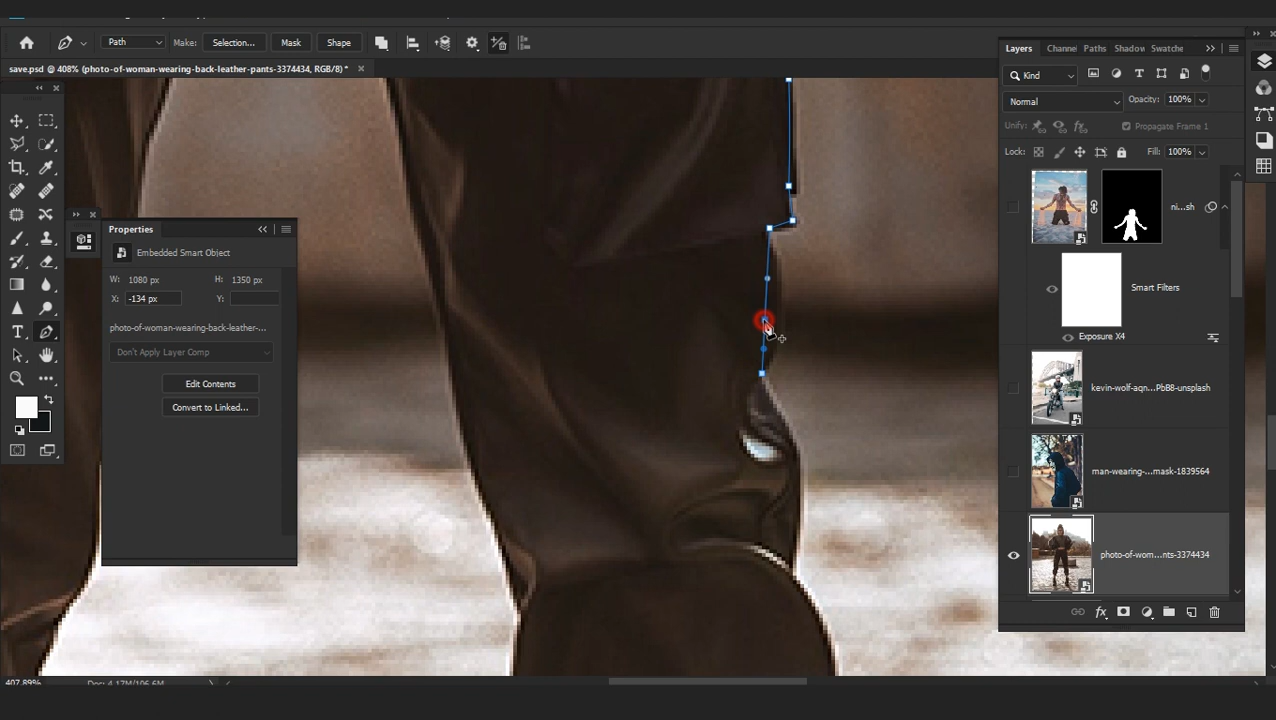 Path
Make:
Selection...
Mask
Shape
save.psd @ 408% (photo-of-woman-wearing-back-leather-pants-3374434, RGB/8) *
Properties
Embedded Smart Object
W: 1080 px
H: 1350 px
X: -134 px
Y:
photo-of-woman-wearing-back-leather-...
Don't Apply Layer Comp
Edit Contents
Convert to Linked...
Layers
Channel
Paths
Shadow
Swatche
Kind
Normal
Opacity: 100%
Unify:
Propagate Frame 1
Lock:
Fill: 100%
ni...sh
Smart Filters
Exposure X4
kevin-wolf-aqn...PbB8-unsplash
man-wearing-...mask-1839564
photo-of-wom...nts-3374434
407.89%
Doc: 4.17M/106.6M